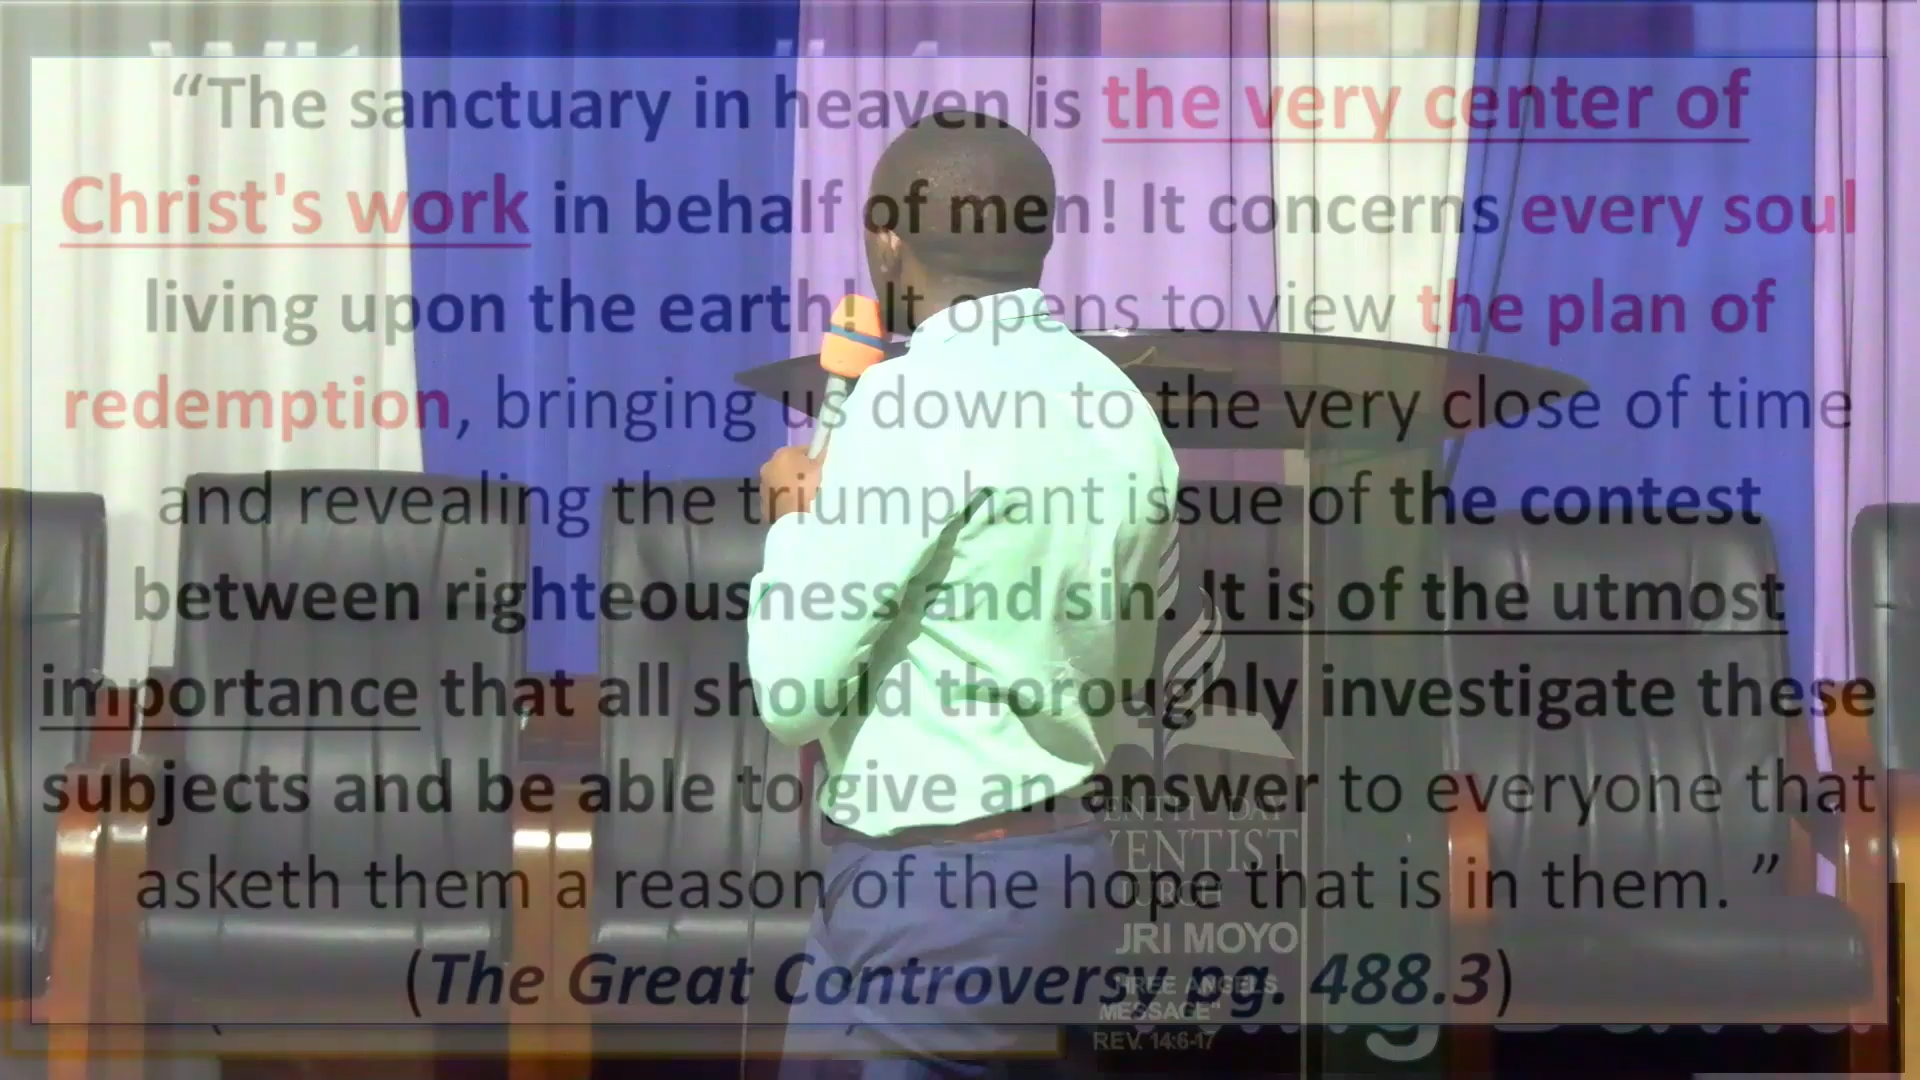 “The sanctuary in heaven is the very center of
Christ's work in behalf of men! It concerns every soul
living upon the earth! It opens to view the plan of
redemption, bringing us down to the very close of time
and revealing the triumphant issue of the contest
between righteousness and sin. It is of the utmost
importance that all should thoroughly investigate these
subjects and be able to give an answer to everyone that
asketh them a reason of the hope that is in them. ”
(The Great Controversy pg. 488.3)
DAY
JRI MOYO
ANGELS
MESSAGE"
REV. 14:6-17